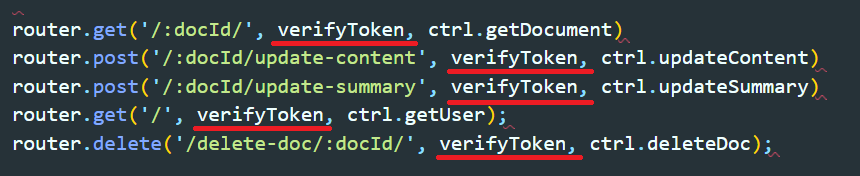 router.get('/:docId/', verifyToken, ctrl.getDocument)
router.post('/:docId/update-content', verifyToken, ctrl.updateContent)
router.post('/:docId/update-summary', verifyToken, ctrl.updateSummary)
router.get('/', verifyToken, ctrl.getUser);
router.delete('/delete-doc/:docId/', verifyToken, ctrl.deleteDoc);